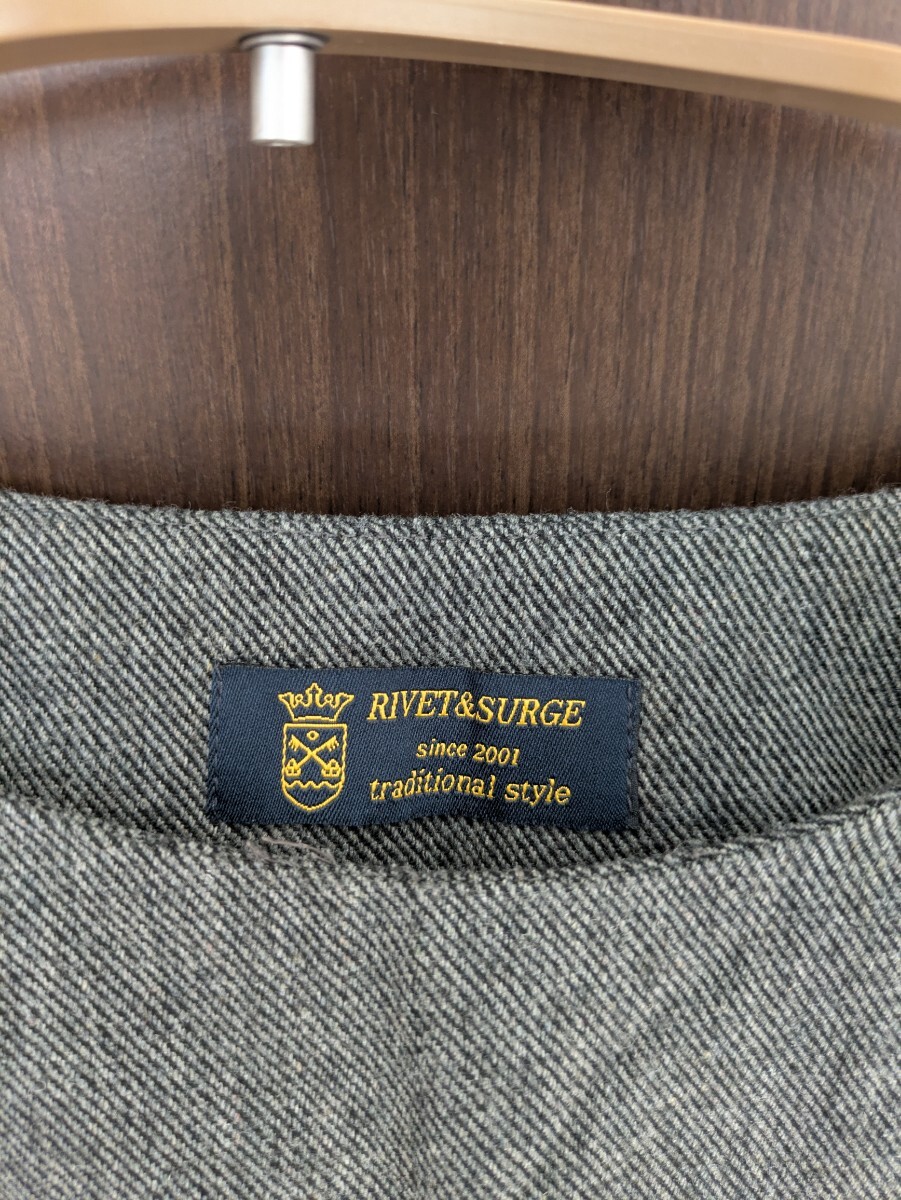 RIVET&SURGE
since 2001
traditional style